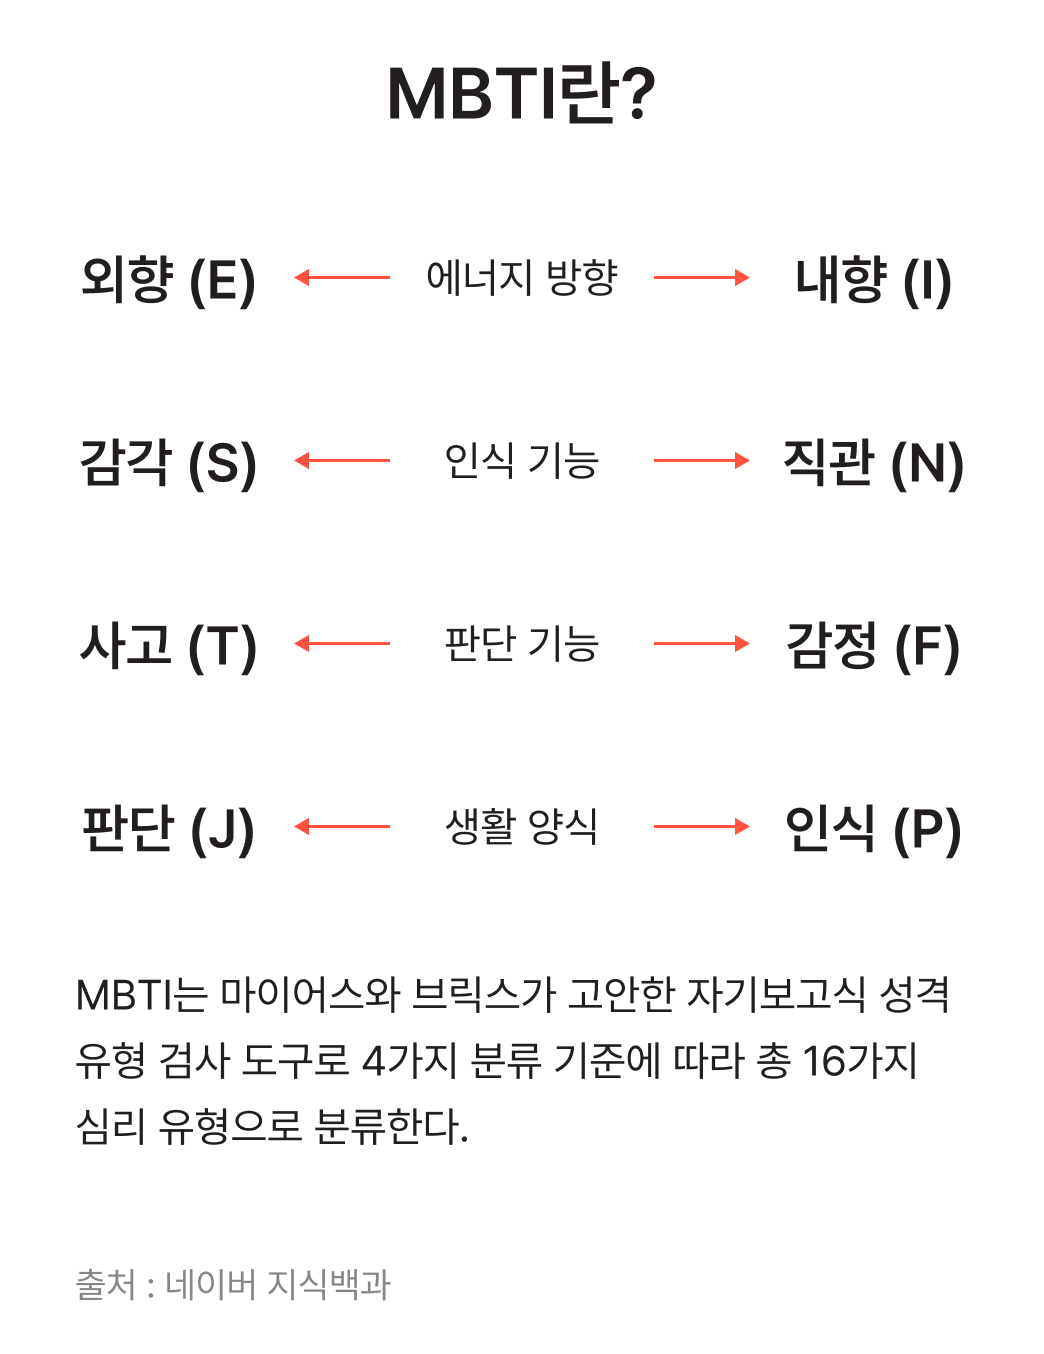 MBTI란?
외향 (E) 에너지 방향 내향 (I)
감각 (S) 인식 기능 직관 (N)
사고 (T) 판단 기능 감정 (F)
판단 (J) 생활 양식 인식 (P)
MBTI는 마이어스와 브릭스가 고안한 자기보고식 성격
유형 검사 도구로 4가지 분류 기준에 따라 총 16가지
심리 유형으로 분류한다.
출처 : 네이버 지식백과